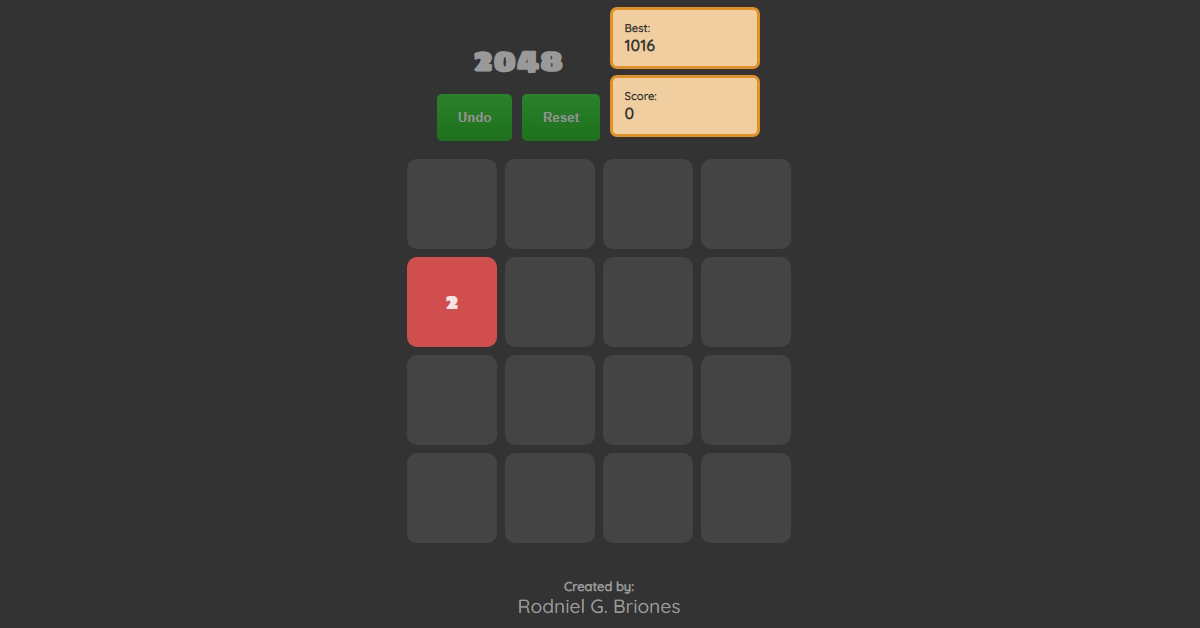 2048
Undo
Reset
Best:
1016
Score:
0
2
Created by:
Rodniel G. Briones